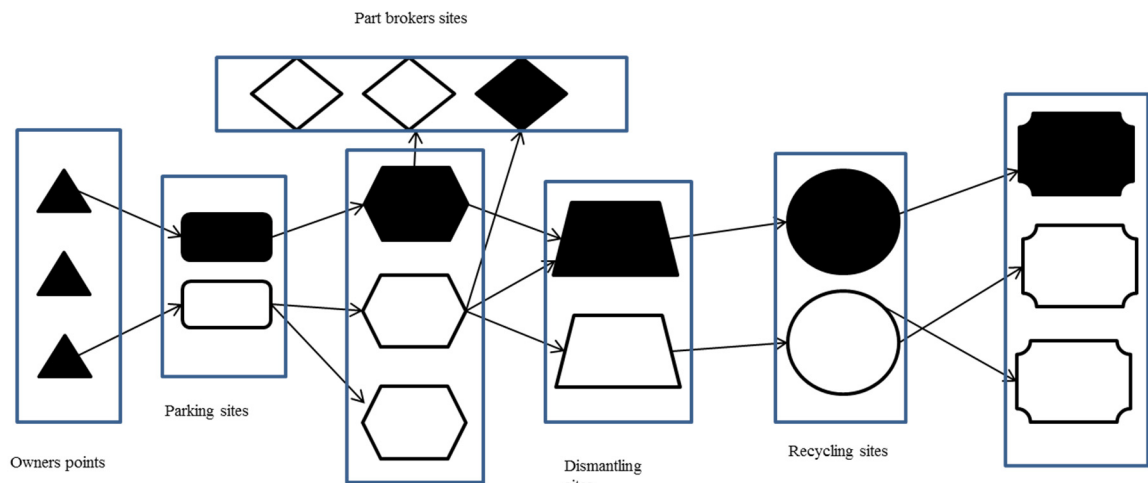 Part brokers sites
Parking sites
Owners points
Dismantling
Recycling sites